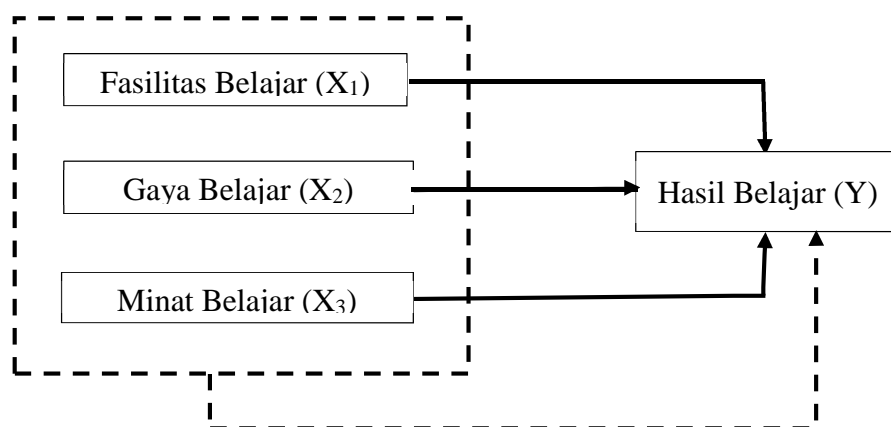 Fasilitas Belajar (X₁)
Gaya Belajar (X₂)
Hasil Belajar (Y)
Minat Belajar (X₃)